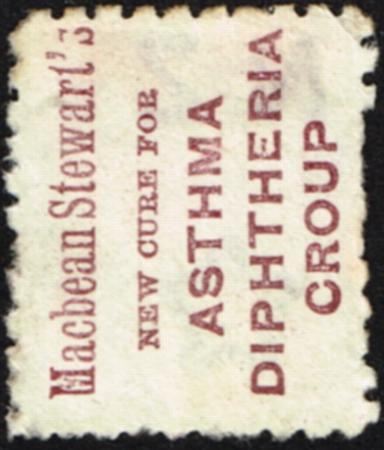 Macbean Stewart's
NEW CURE FOR
ASTHMA
DIPHTHERIA
CROUP